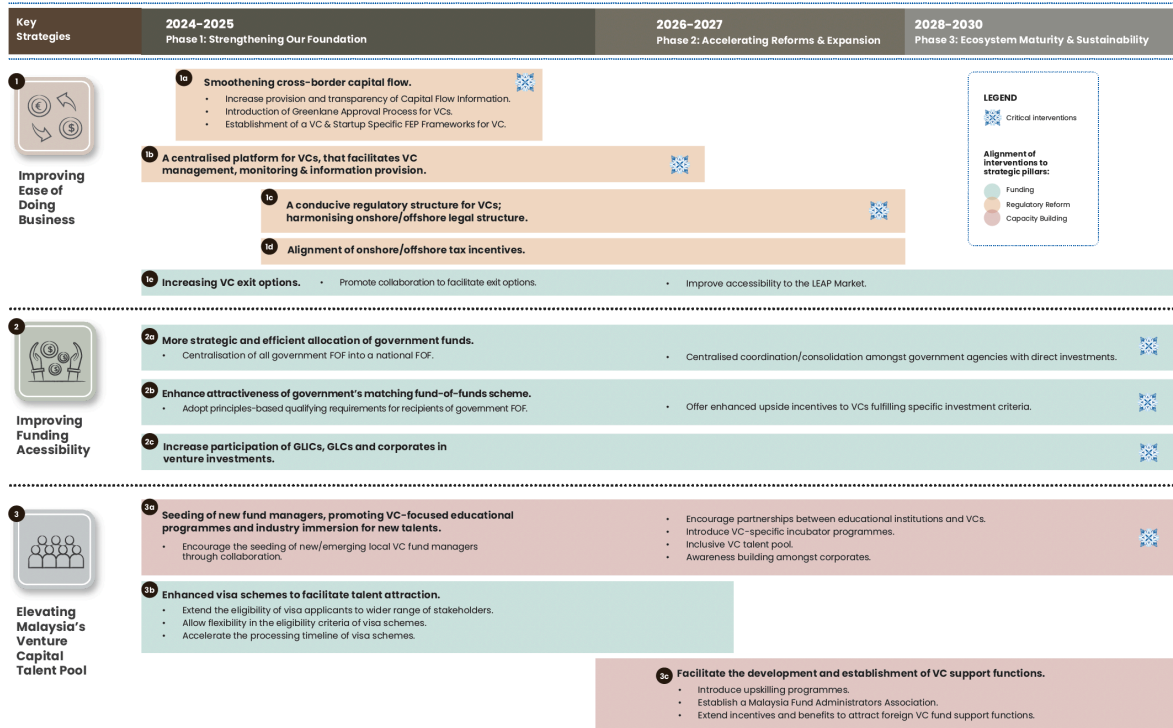 Key
Strategies
2024-2025
Phase 1: Strengthening Our Foundation
2026-2027
Phase 2: Accelerating Reforms & Expansion
2028-2030
Phase 3: Ecosystem Maturity & Sustainability
1
Improving
Ease of
Doing
Business
1a
Smoothening cross-border capital flow.
• Increase provision and transparency of Capital Flow Information.
• Introduction of Greenlane Approval Process for VCs.
• Establishment of a VC & Startup Specific FEP Frameworks for VC.
LEGEND
Critical interventions
Alignment of
interventions to
strategic pillars:
Funding
Regulatory Reform
Capacity Building
1b
A centralised platform for VCs, that facilitates VC
management, monitoring & information provision.
1c
A conducive regulatory structure for VCs;
harmonising onshore/offshore legal structure.
1d
Alignment of onshore/offshore tax incentives.
1e
Increasing VC exit options.
• Promote collaboration to facilitate exit options.
• Improve accessibility to the LEAP Market.
2
Improving
Funding
Acessibility
2a
More strategic and efficient allocation of government funds.
• Centralisation of all government FOF into a national FOF.
• Centralised coordination/consolidation amongst government agencies with direct investments.
2b
Enhance attractiveness of government's matching fund-of-funds scheme.
• Adopt principles-based qualifying requirements for recipients of government FOF.
• Offer enhanced upside incentives to VCs fulfilling specific investment criteria.
2c
Increase participation of GLICs, GLCs and corporates in
venture investments.
3
Elevating
Malaysia's
Venture
Capital
Talent Pool
3a
Seeding of new fund managers, promoting VC-focused educational
programmes and industry immersion for new talents.
• Encourage the seeding of new/emerging local VC fund managers
through collaboration.
• Encourage partnerships between educational institutions and VCs.
• Introduce VC-specific incubator programmes.
• Inclusive VC talent pool.
• Awareness building amongst corporates.
3b
Enhanced visa schemes to facilitate talent attraction.
• Extend the eligibility of visa applicants to wider range of stakeholders.
• Allow flexibility in the eligibility criteria of visa schemes.
• Accelerate the processing timeline of visa schemes.
3c
Facilitate the development and establishment of VC support functions.
• Introduce upskilling programmes.
• Establish a Malaysia Fund Administrators Association.
• Extend incentives and benefits to attract foreign VC fund support functions.